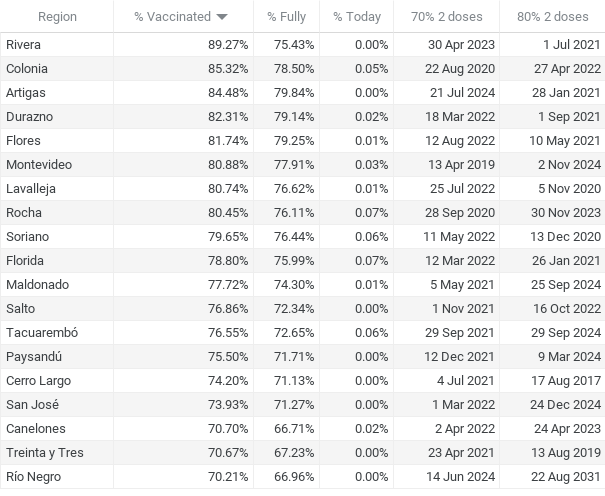 Region % Vaccinated % Fully % Today 70% 2 doses 80% 2 doses
Rivera 89.27% 75.43% 0.00% 30 Apr 2023 1 Jul 2021
Colonia 85.32% 78.50% 0.05% 22 Aug 2020 27 Apr 2022
Artigas 84.48% 79.84% 0.00% 21 Jul 2024 28 Jan 2021
Durazno 82.31% 79.14% 0.02% 18 Mar 2022 1 Sep 2021
Flores 81.74% 79.25% 0.01% 12 Aug 2022 10 May 2021
Montevideo 80.88% 77.91% 0.03% 13 Apr 2019 2 Nov 2024
Lavalleja 80.74% 76.62% 0.01% 25 Jul 2022 5 Nov 2020
Rocha 80.45% 76.11% 0.07% 28 Sep 2020 30 Nov 2023
Soriano 79.65% 76.44% 0.06% 11 May 2022 13 Dec 2020
Florida 78.80% 75.99% 0.07% 12 Mar 2022 26 Jan 2021
Maldonado 77.72% 74.30% 0.01% 5 May 2021 25 Sep 2024
Salto 76.86% 72.34% 0.00% 1 Nov 2021 16 Oct 2022
Tacuarembó 76.55% 72.65% 0.06% 29 Sep 2021 29 Sep 2024
Paysandú 75.50% 71.71% 0.00% 12 Dec 2021 9 Mar 2024
Cerro Largo 74.20% 71.13% 0.00% 4 Jul 2021 17 Aug 2017
San José 73.93% 71.27% 0.00% 1 Mar 2022 24 Dec 2024
Canelones 70.70% 66.71% 0.02% 2 Apr 2022 24 Apr 2023
Treinta y Tres 70.67% 67.23% 0.00% 23 Apr 2021 13 Aug 2019
Río Negro 70.21% 66.96% 0.00% 14 Jun 2024 22 Aug 2031